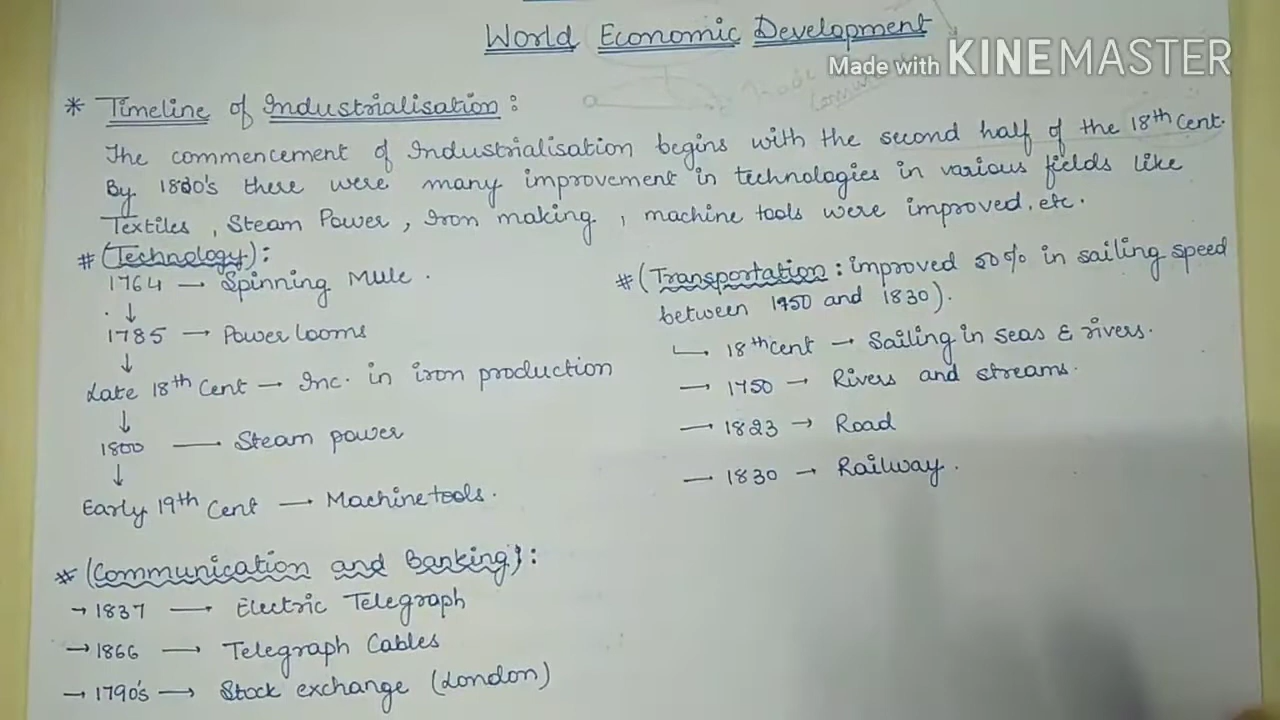 World Economic Development
Made with KINEMASTER
* Timeline of Industrialisation :
The commencement of Industrialisation begins with the second half of the 18th Cent.
By 1830's there were many improvement in technologies in various fields like
Textiles, Steam Power, Iron making, machine tools were improved, etc.
# (Technology) :
1764 → Spinning Mule.
↓
1785 → Power looms
↓
Late 18th Cent → Inc. in iron production
↓
1800 → Steam power
↓
Early 19th Cent → Machine tools.
# (Transportation : improved 50% in sailing speed
between 1750 and 1830).
→ 18th cent → Sailing in seas & rivers.
→ 1750 → Rivers and streams.
→ 1823 → Road
→ 1830 → Railway.
# (Communication and Banking) :
→ 1837 → Electric Telegraph
→ 1866 → Telegraph Cables
→ 1790's → Stock exchange (London)